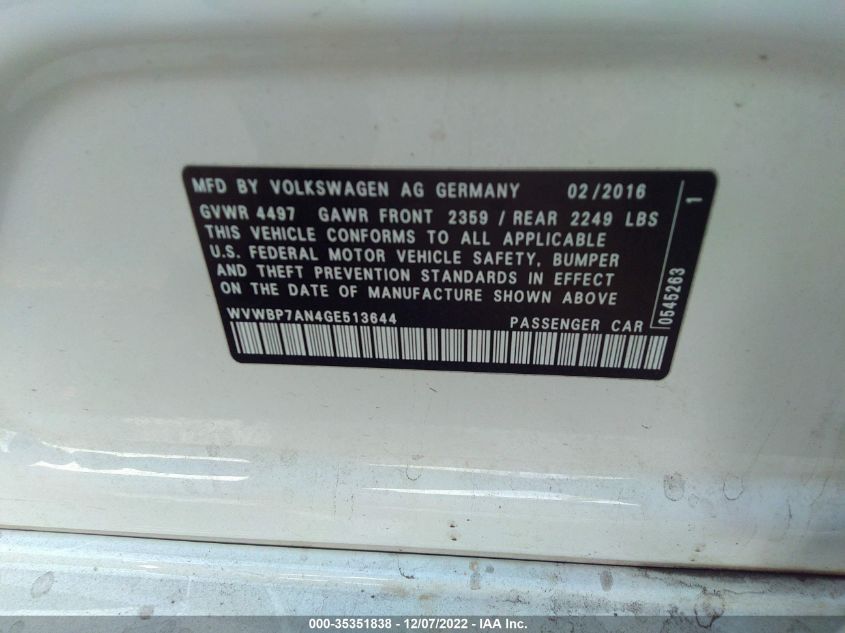 MFD BY VOLKSWAGEN AG GERMANY 02/2016
GVWR 4497 GAWR FRONT 2359 / REAR 2249 LBS
THIS VEHICLE CONFORMS TO ALL APPLICABLE
U.S. FEDERAL MOTOR VEHICLE SAFETY, BUMPER
AND THEFT PREVENTION STANDARDS IN EFFECT
ON THE DATE OF MANUFACTURE SHOWN ABOVE
WVWBP7AN4GE513644 PASSENGER CAR
0545263 1
000-35351838 - 12/07/2022 - IAA Inc.